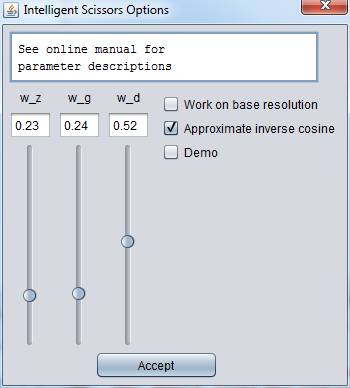 Intelligent Scissors Options
See online manual for
parameter descriptions
w_z w_g w_d
0.23 0.24 0.52
Work on base resolution
Approximate inverse cosine
Demo
Accept